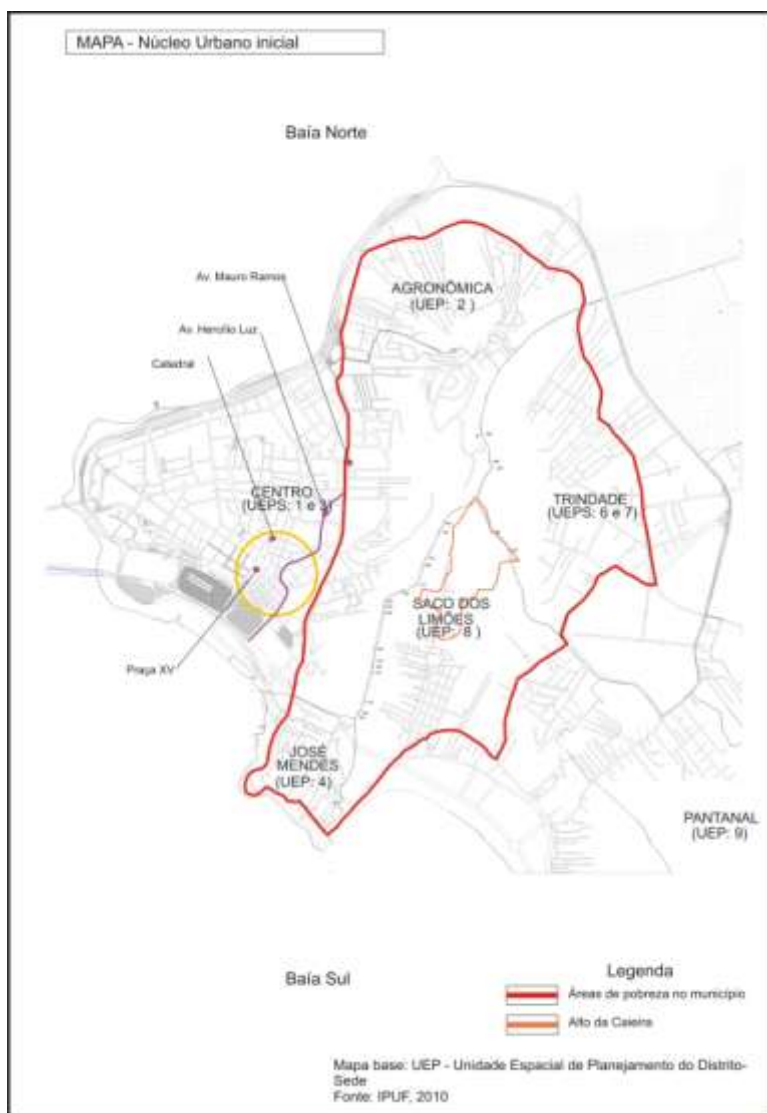 MAPA - Núcleo Urbano inicial
Baía Norte
Av. Mauro Ramos
AGRONÔMICA
(UEP: 2 )
Av. Hercílio Luz
Catedral
CENTRO
(UEPS: 1 e 3)
TRINDADE
(UEPS: 6 e 7)
SACO DOS
LIMÕES
(UEP: 8 )
Praça XV
JOSÉ
MENDES
(UEP: 4)
PANTANAL
(UEP: 9)
Baía Sul
Legenda
Áreas de pobreza no município
Alto da Caieira
Mapa base: UEP - Unidade Espacial de Planejamento do Distrito-
Sede
Fonte: IPUF, 2010